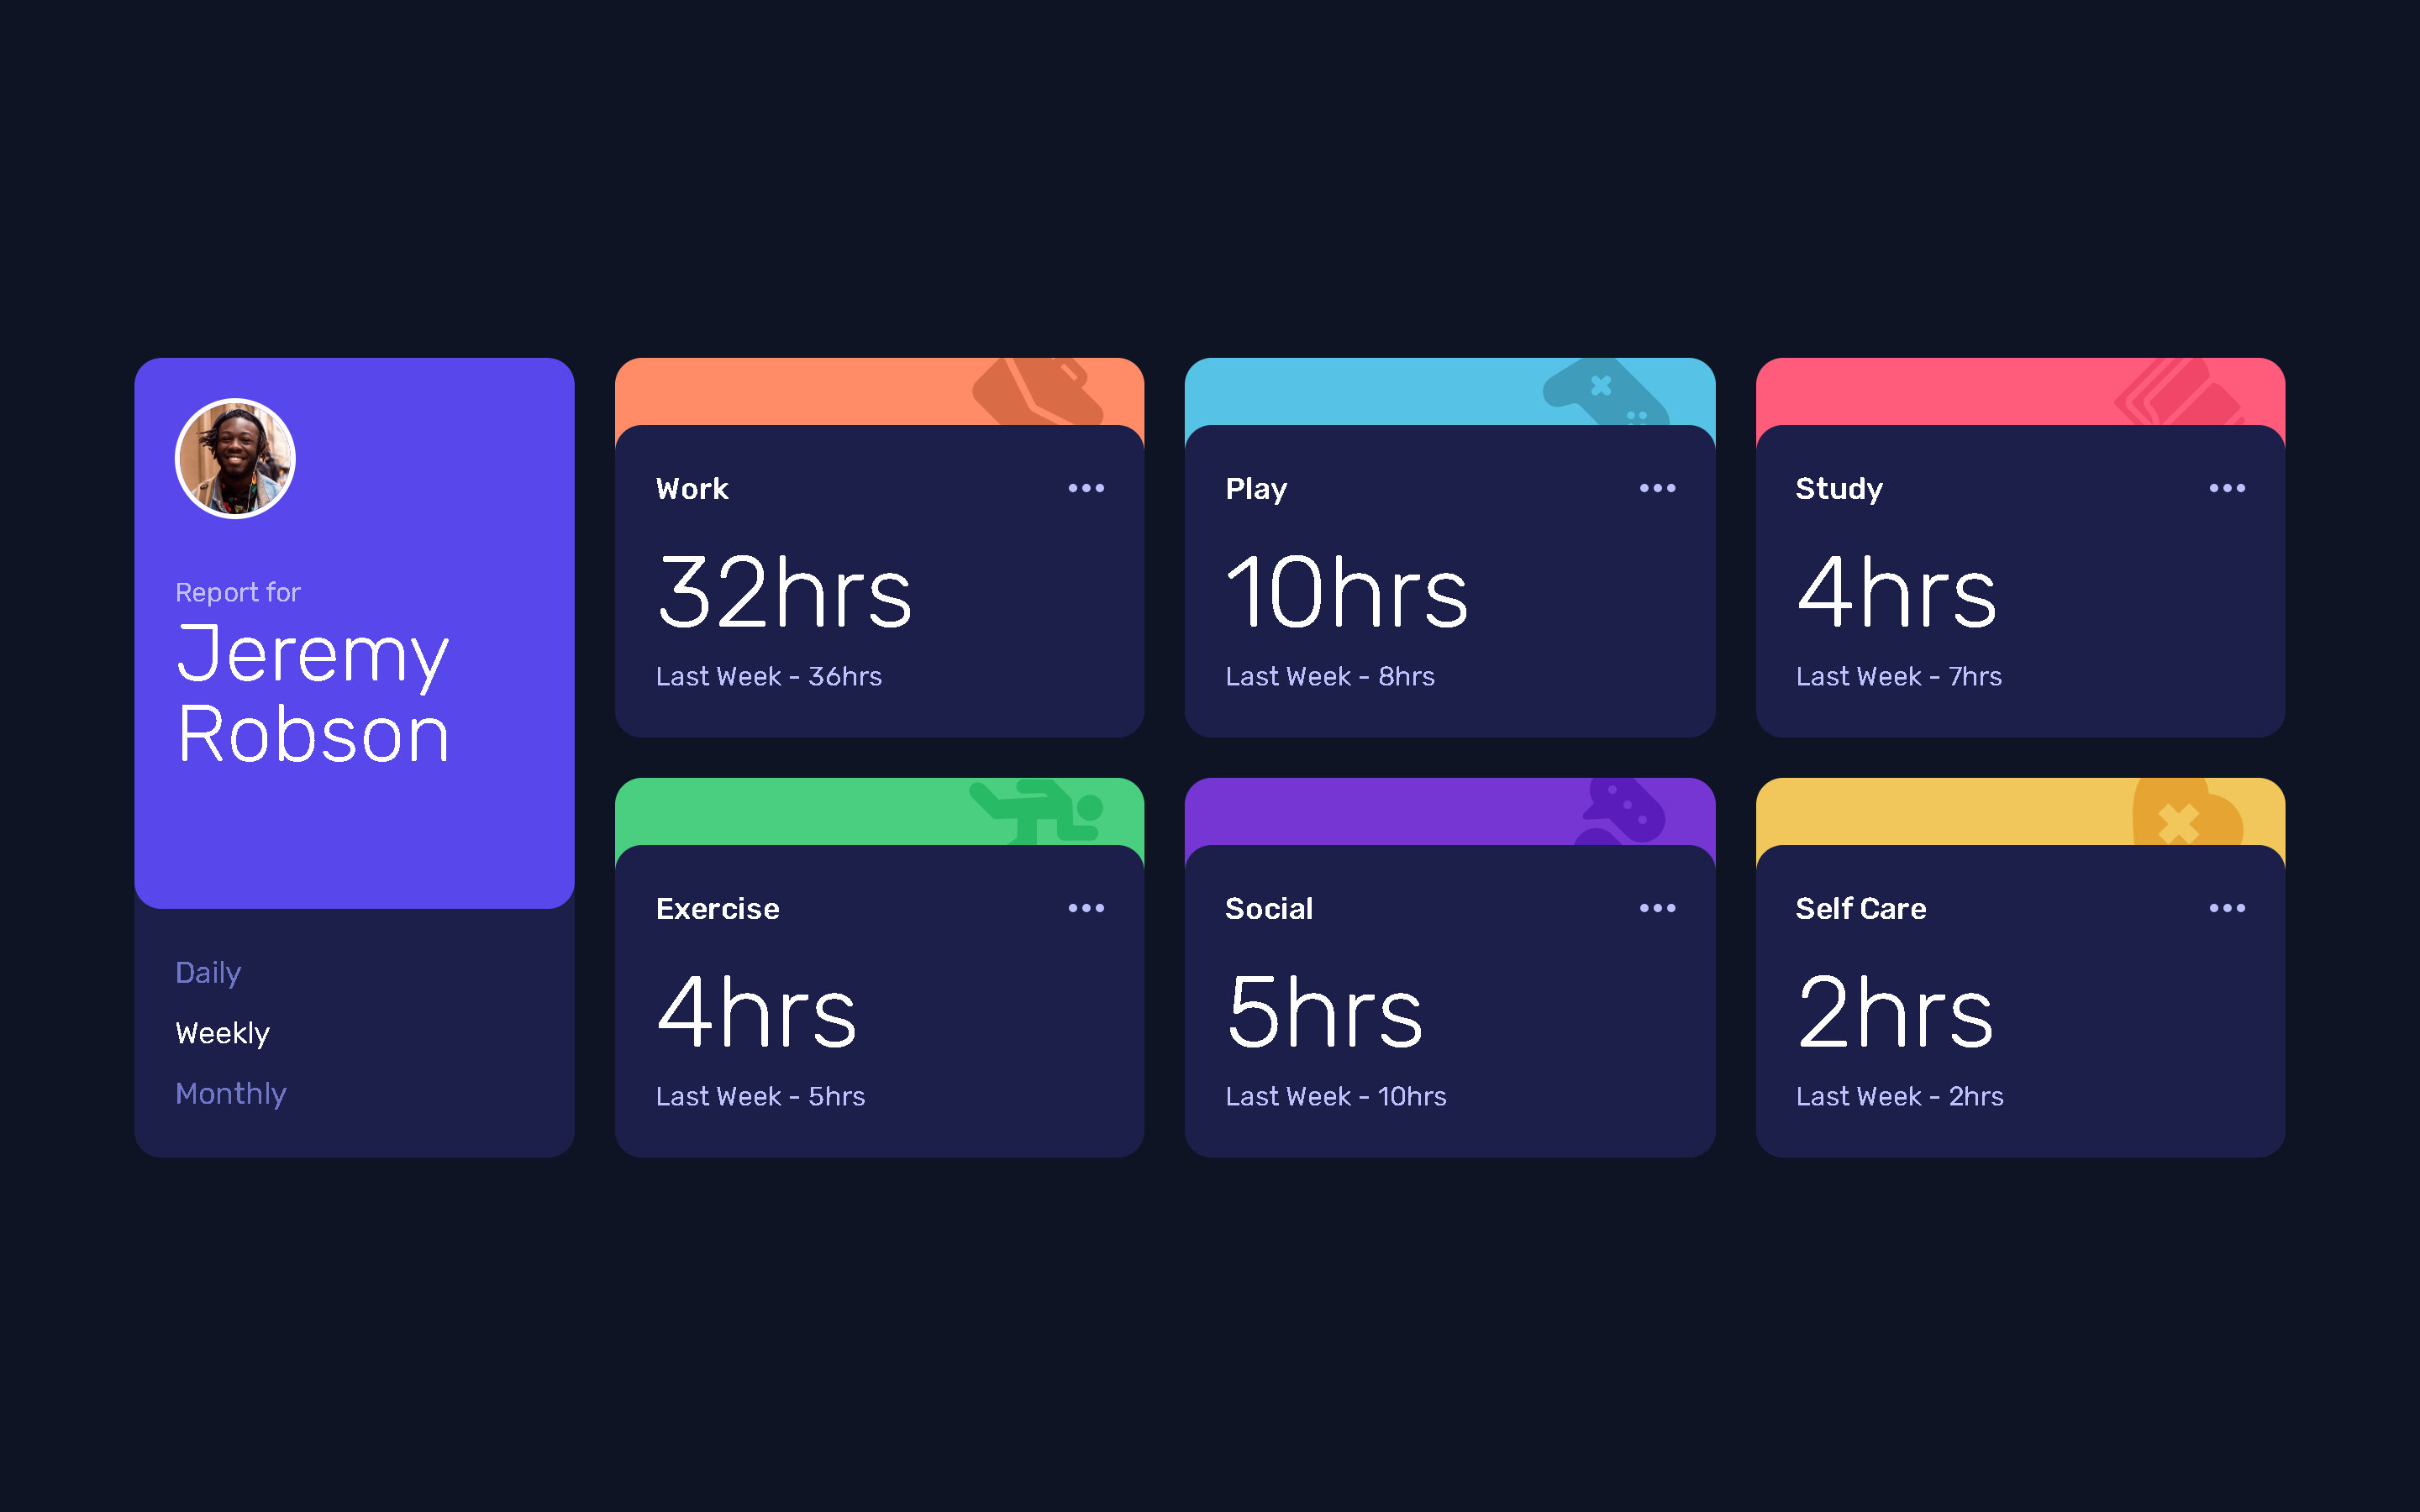 Report for
Jeremy
Robson
Daily
Weekly
Monthly
Work
32hrs
Last Week - 36hrs
Play
10hrs
Last Week - 8hrs
Study
4hrs
Last Week - 7hrs
Exercise
4hrs
Last Week - 5hrs
Social
5hrs
Last Week - 10hrs
Self Care
2hrs
Last Week - 2hrs